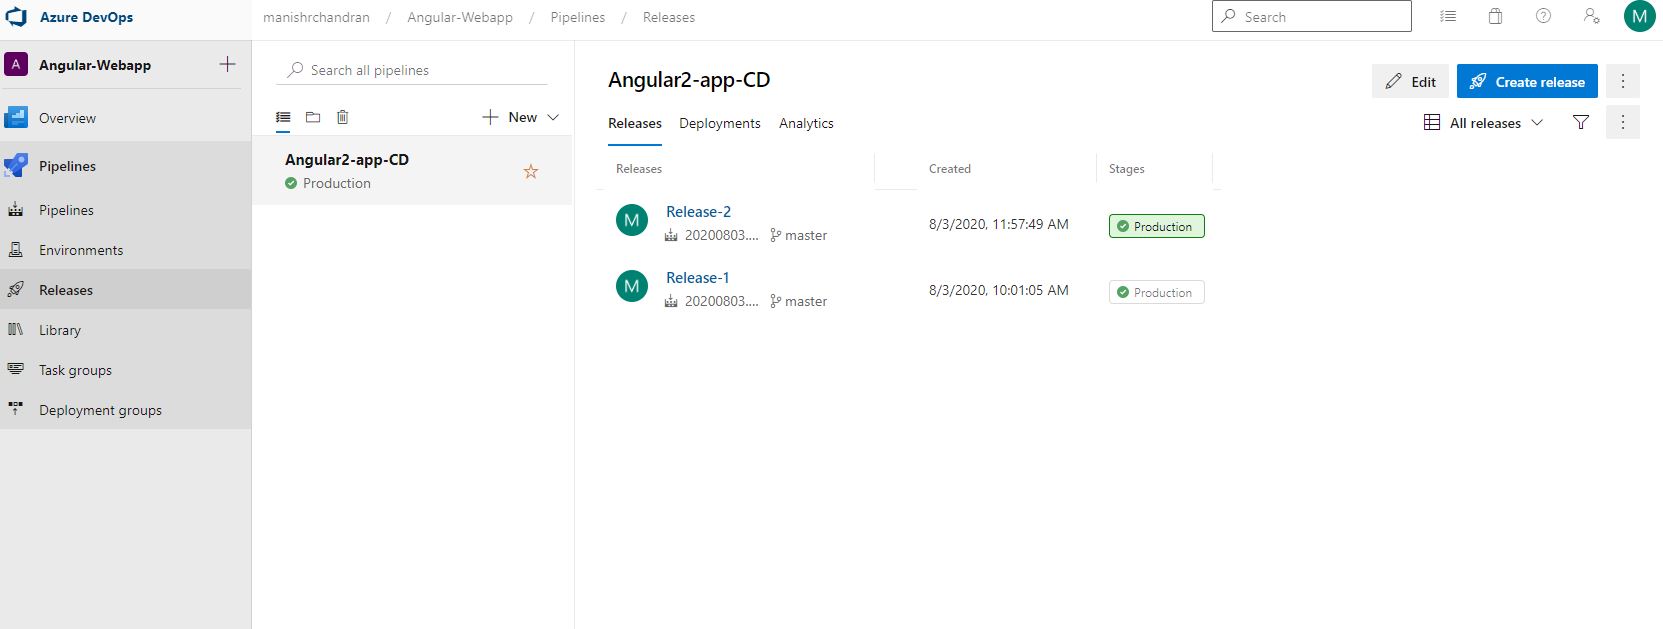 Azure DevOps
manishrchandran / Angular-Webapp / Pipelines / Releases
Search
M
A Angular-Webapp
Overview
Pipelines
Pipelines
Environments
Releases
Library
Task groups
Deployment groups
Search all pipelines
New
Angular2-app-CD
Production
Angular2-app-CD
Edit
Create release
Releases Deployments Analytics
All releases
Releases Created Stages
M Release-2 8/3/2020, 11:57:49 AM Production
20200803.... master
M Release-1 8/3/2020, 10:01:05 AM Production
20200803.... master